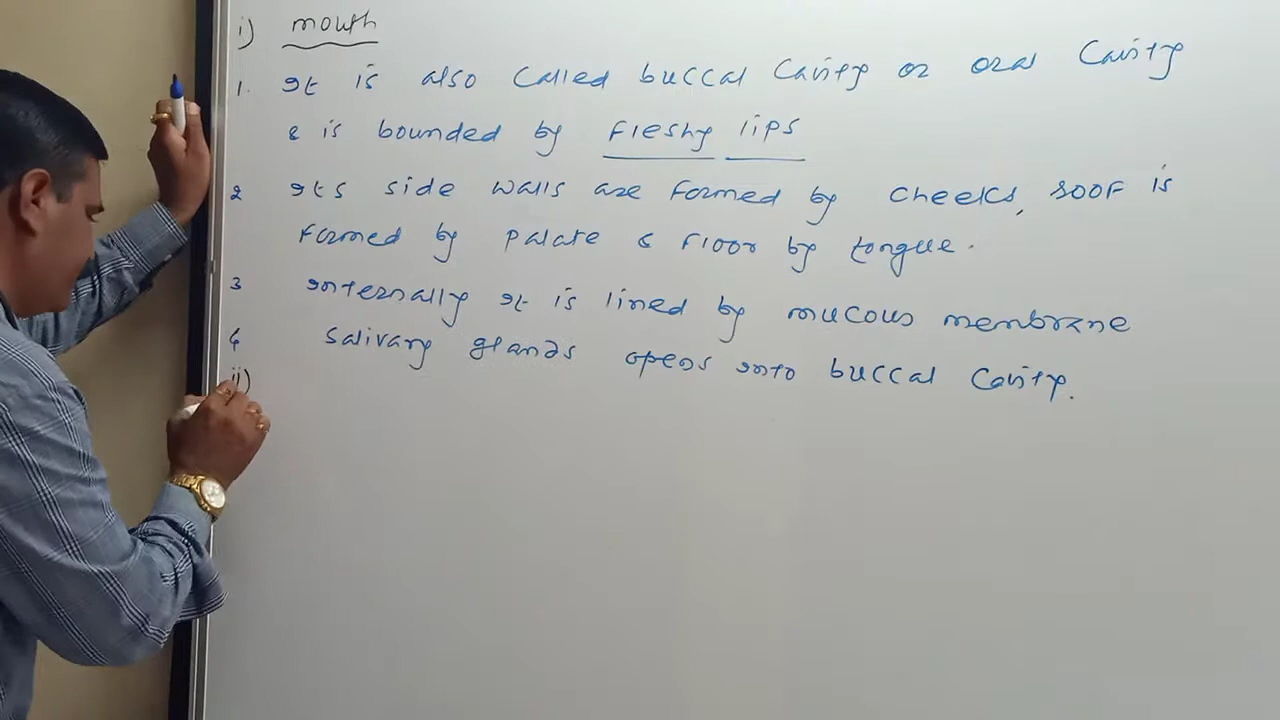 i) mouth
1. It is also called buccal cavity or oral cavity
& is bounded by fleshy lips
2 Its side walls are formed by cheeks, roof is
formed by palate & floor by tongue.
3 Internally it is lined by mucous membrane
4 Salivary glands opens into buccal cavity.
ii)